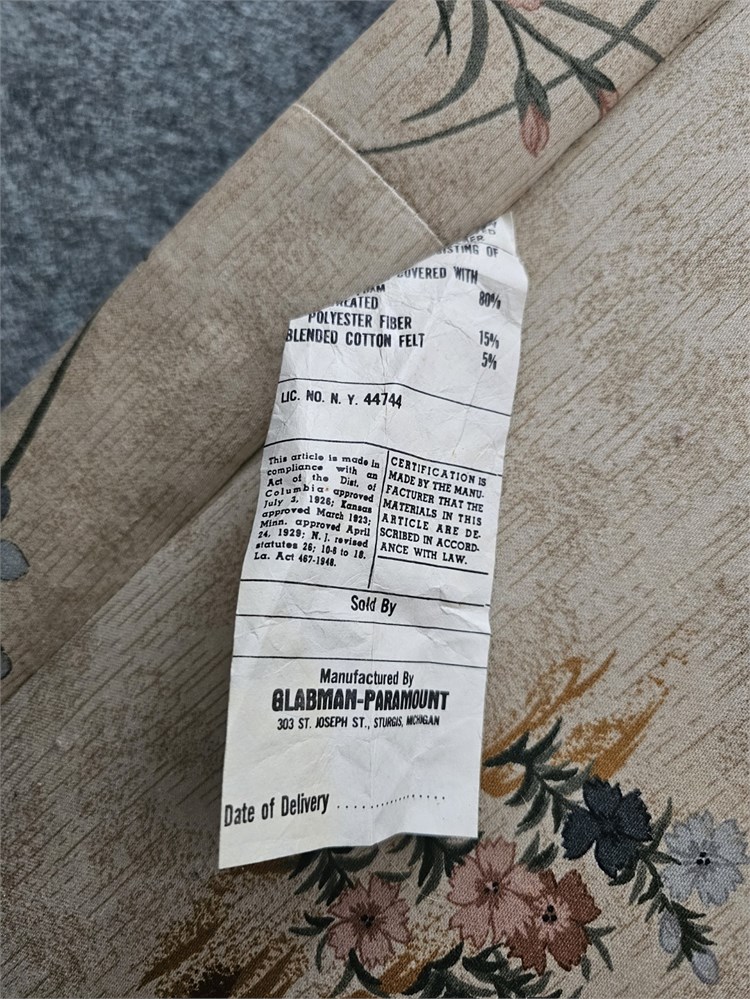 ISTING OF
COVERED WITH
80%
POLYESTER FIBER
BLENDED COTTON FELT 15%
5%
LIC. NO. N. Y. 44744
This article is made in
compliance with an
Act of the Dist. of
Columbia approved
July 3, 1926; Kansas
approved March 1923;
Minn. approved April
24, 1929; N. J. revised
statutes 26; 10-6 to 18.
La. Act 467-1948.
CERTIFICATION IS
MADE BY THE MANU-
FACTURER THAT THE
MATERIALS IN THIS
ARTICLE ARE DE-
SCRIBED IN ACCORD-
ANCE WITH LAW.
Sold By
Manufactured By
GLABMAN-PARAMOUNT
303 ST. JOSEPH ST., STURGIS, MICHIGAN
Date of Delivery ..................